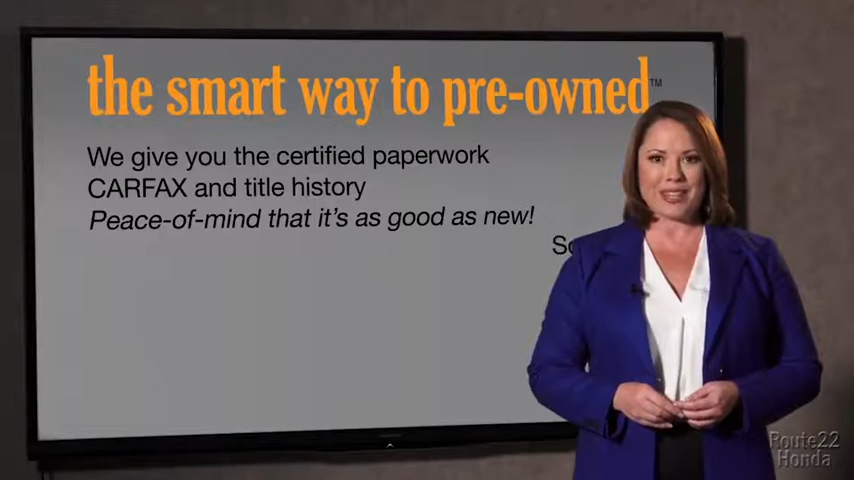 the smart way to pre-owned™
We give you the certified paperwork
CARFAX and title history
Peace-of-mind that it's as good as new!
Route22
Honda